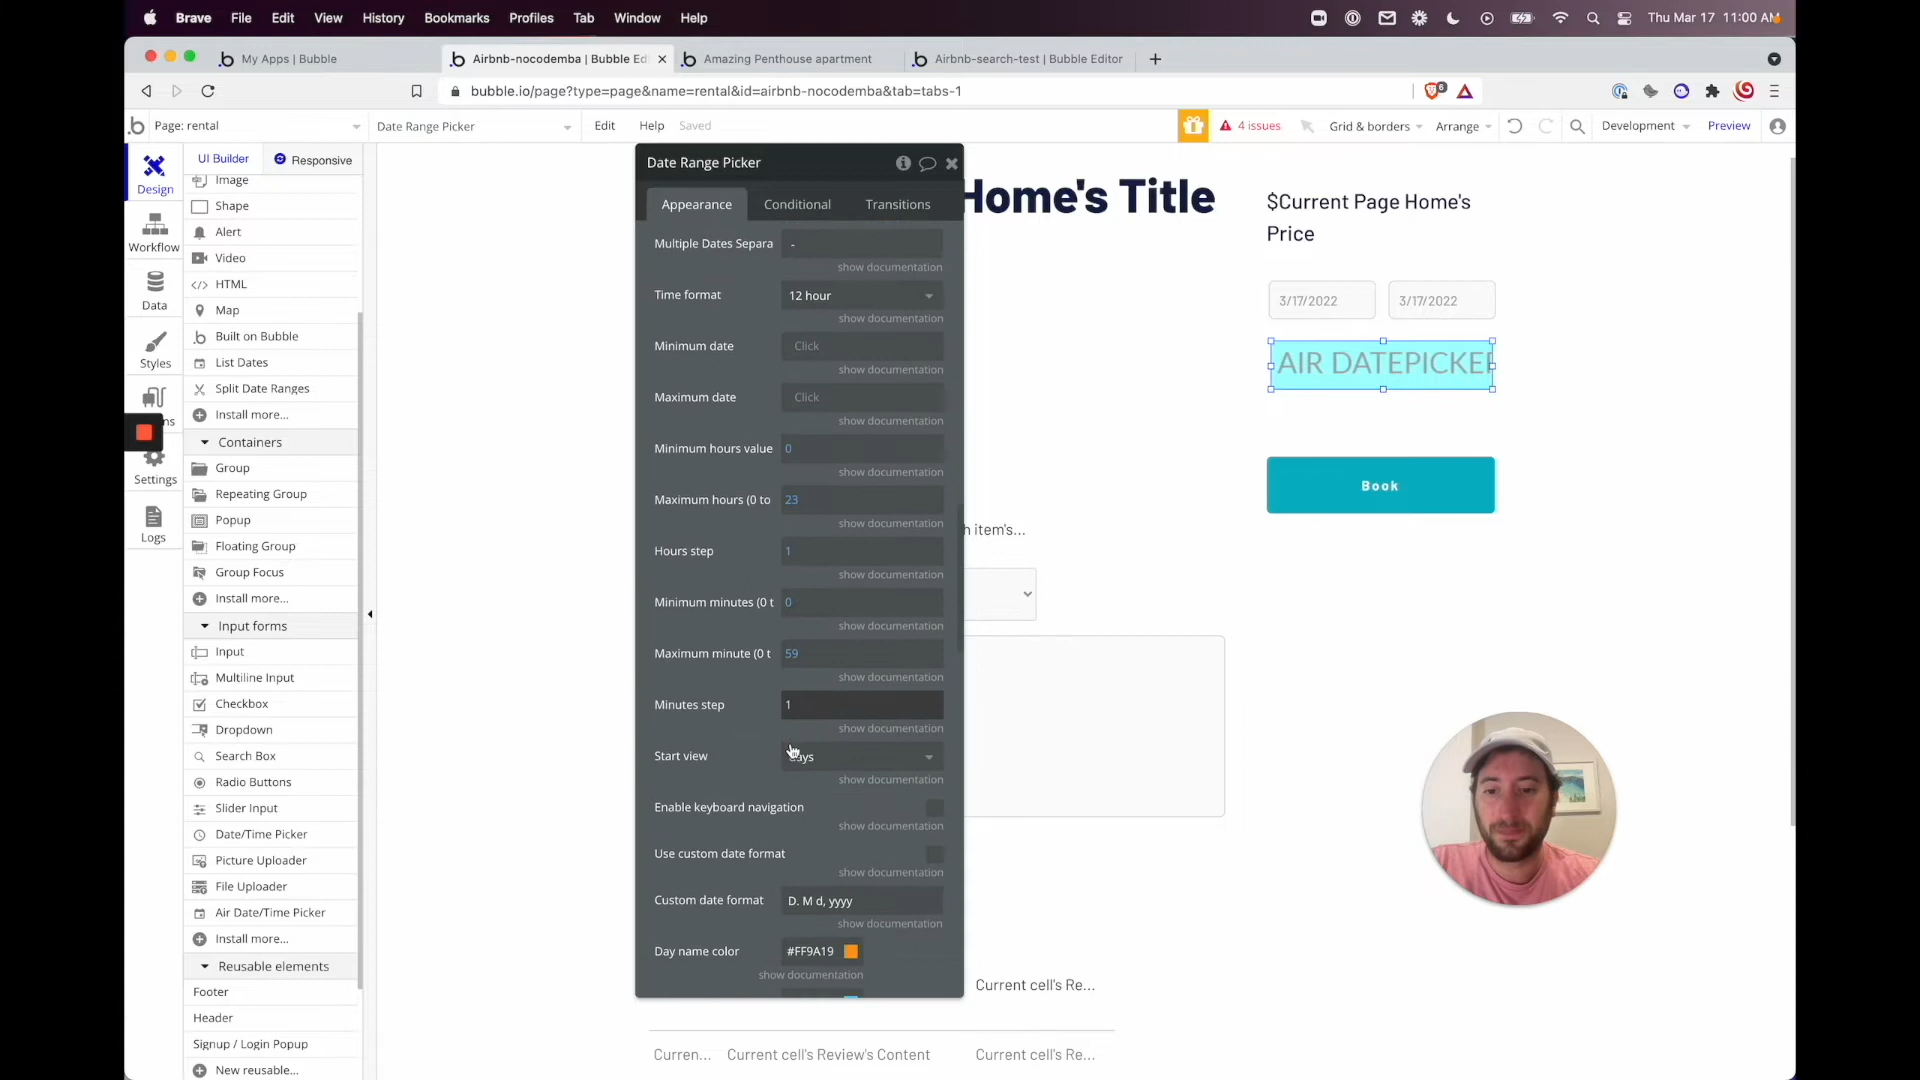 Brave File Edit View History Bookmarks Profiles Tab Window Help Thu Mar 17 11:00 AM
My Apps | Bubble
Airbnb-nocodemba | Bubble Ed
Amazing Penthouse apartment
Airbnb-search-test | Bubble Editor
bubble.io/page?type=page&name=rental&id=airbnb-nocodemba&tab=tabs-1
Page: rental
Date Range Picker
Edit Help Saved
4 issues
Grid & borders
Arrange
Development
Preview
Design
Workflow
Data
Styles
ns
Settings
Logs
UI Builder
Responsive
Image
Shape
Alert
Video
HTML
Map
Built on Bubble
List Dates
Split Date Ranges
Install more...
Containers
Group
Repeating Group
Popup
Floating Group
Group Focus
Install more...
Input forms
Input
Multiline Input
Checkbox
Dropdown
Search Box
Radio Buttons
Slider Input
Date/Time Picker
Picture Uploader
File Uploader
Air Date/Time Picker
Install more...
Reusable elements
Footer
Header
Signup / Login Popup
New reusable...
Date Range Picker
Appearance Conditional Transitions
Multiple Dates Separa -
show documentation
Time format 12 hour
show documentation
Minimum date Click
show documentation
Maximum date Click
show documentation
Minimum hours value 0
show documentation
Maximum hours (0 to 23
show documentation
Hours step 1
show documentation
Minimum minutes (0 t 0
show documentation
Maximum minute (0 t 59
show documentation
Minutes step 1
show documentation
Start view days
show documentation
Enable keyboard navigation
show documentation
Use custom date format
show documentation
Custom date format D. M d, yyyy
show documentation
Day name color #FF9A19
show documentation
Home's Title
h item's...
Current cell's Re...
Curren... Current cell's Review's Content Current cell's Re...
$Current Page Home's
Price
3/17/2022 3/17/2022
AIR DATEPICKER
Book